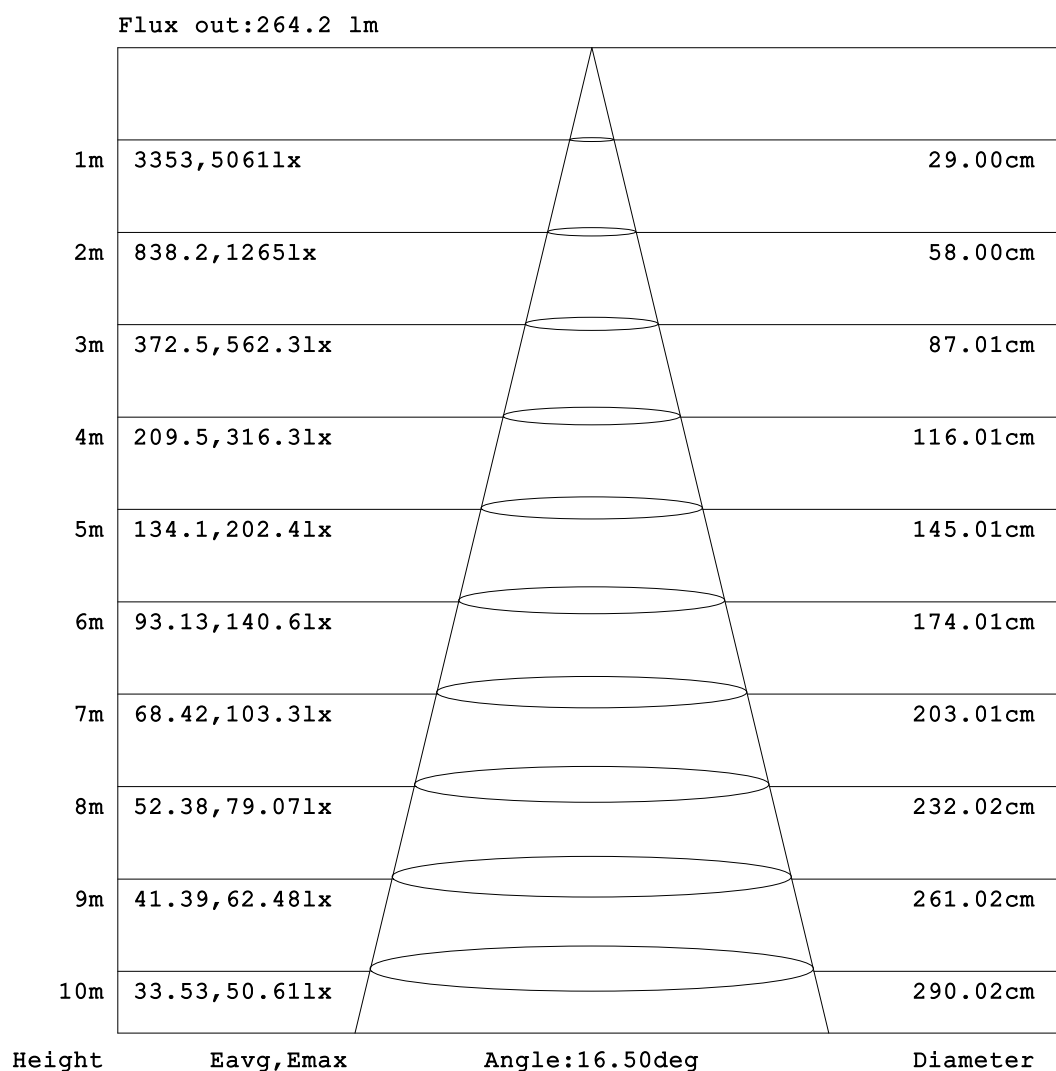 Flux out:264.2 lm
1m 3353,5061lx 29.00cm
2m 838.2,1265lx 58.00cm
3m 372.5,562.3lx 87.01cm
4m 209.5,316.3lx 116.01cm
5m 134.1,202.4lx 145.01cm
6m 93.13,140.6lx 174.01cm
7m 68.42,103.3lx 203.01cm
8m 52.38,79.07lx 232.02cm
9m 41.39,62.48lx 261.02cm
10m 33.53,50.61lx 290.02cm
Height Eavg,Emax Angle:16.50deg Diameter